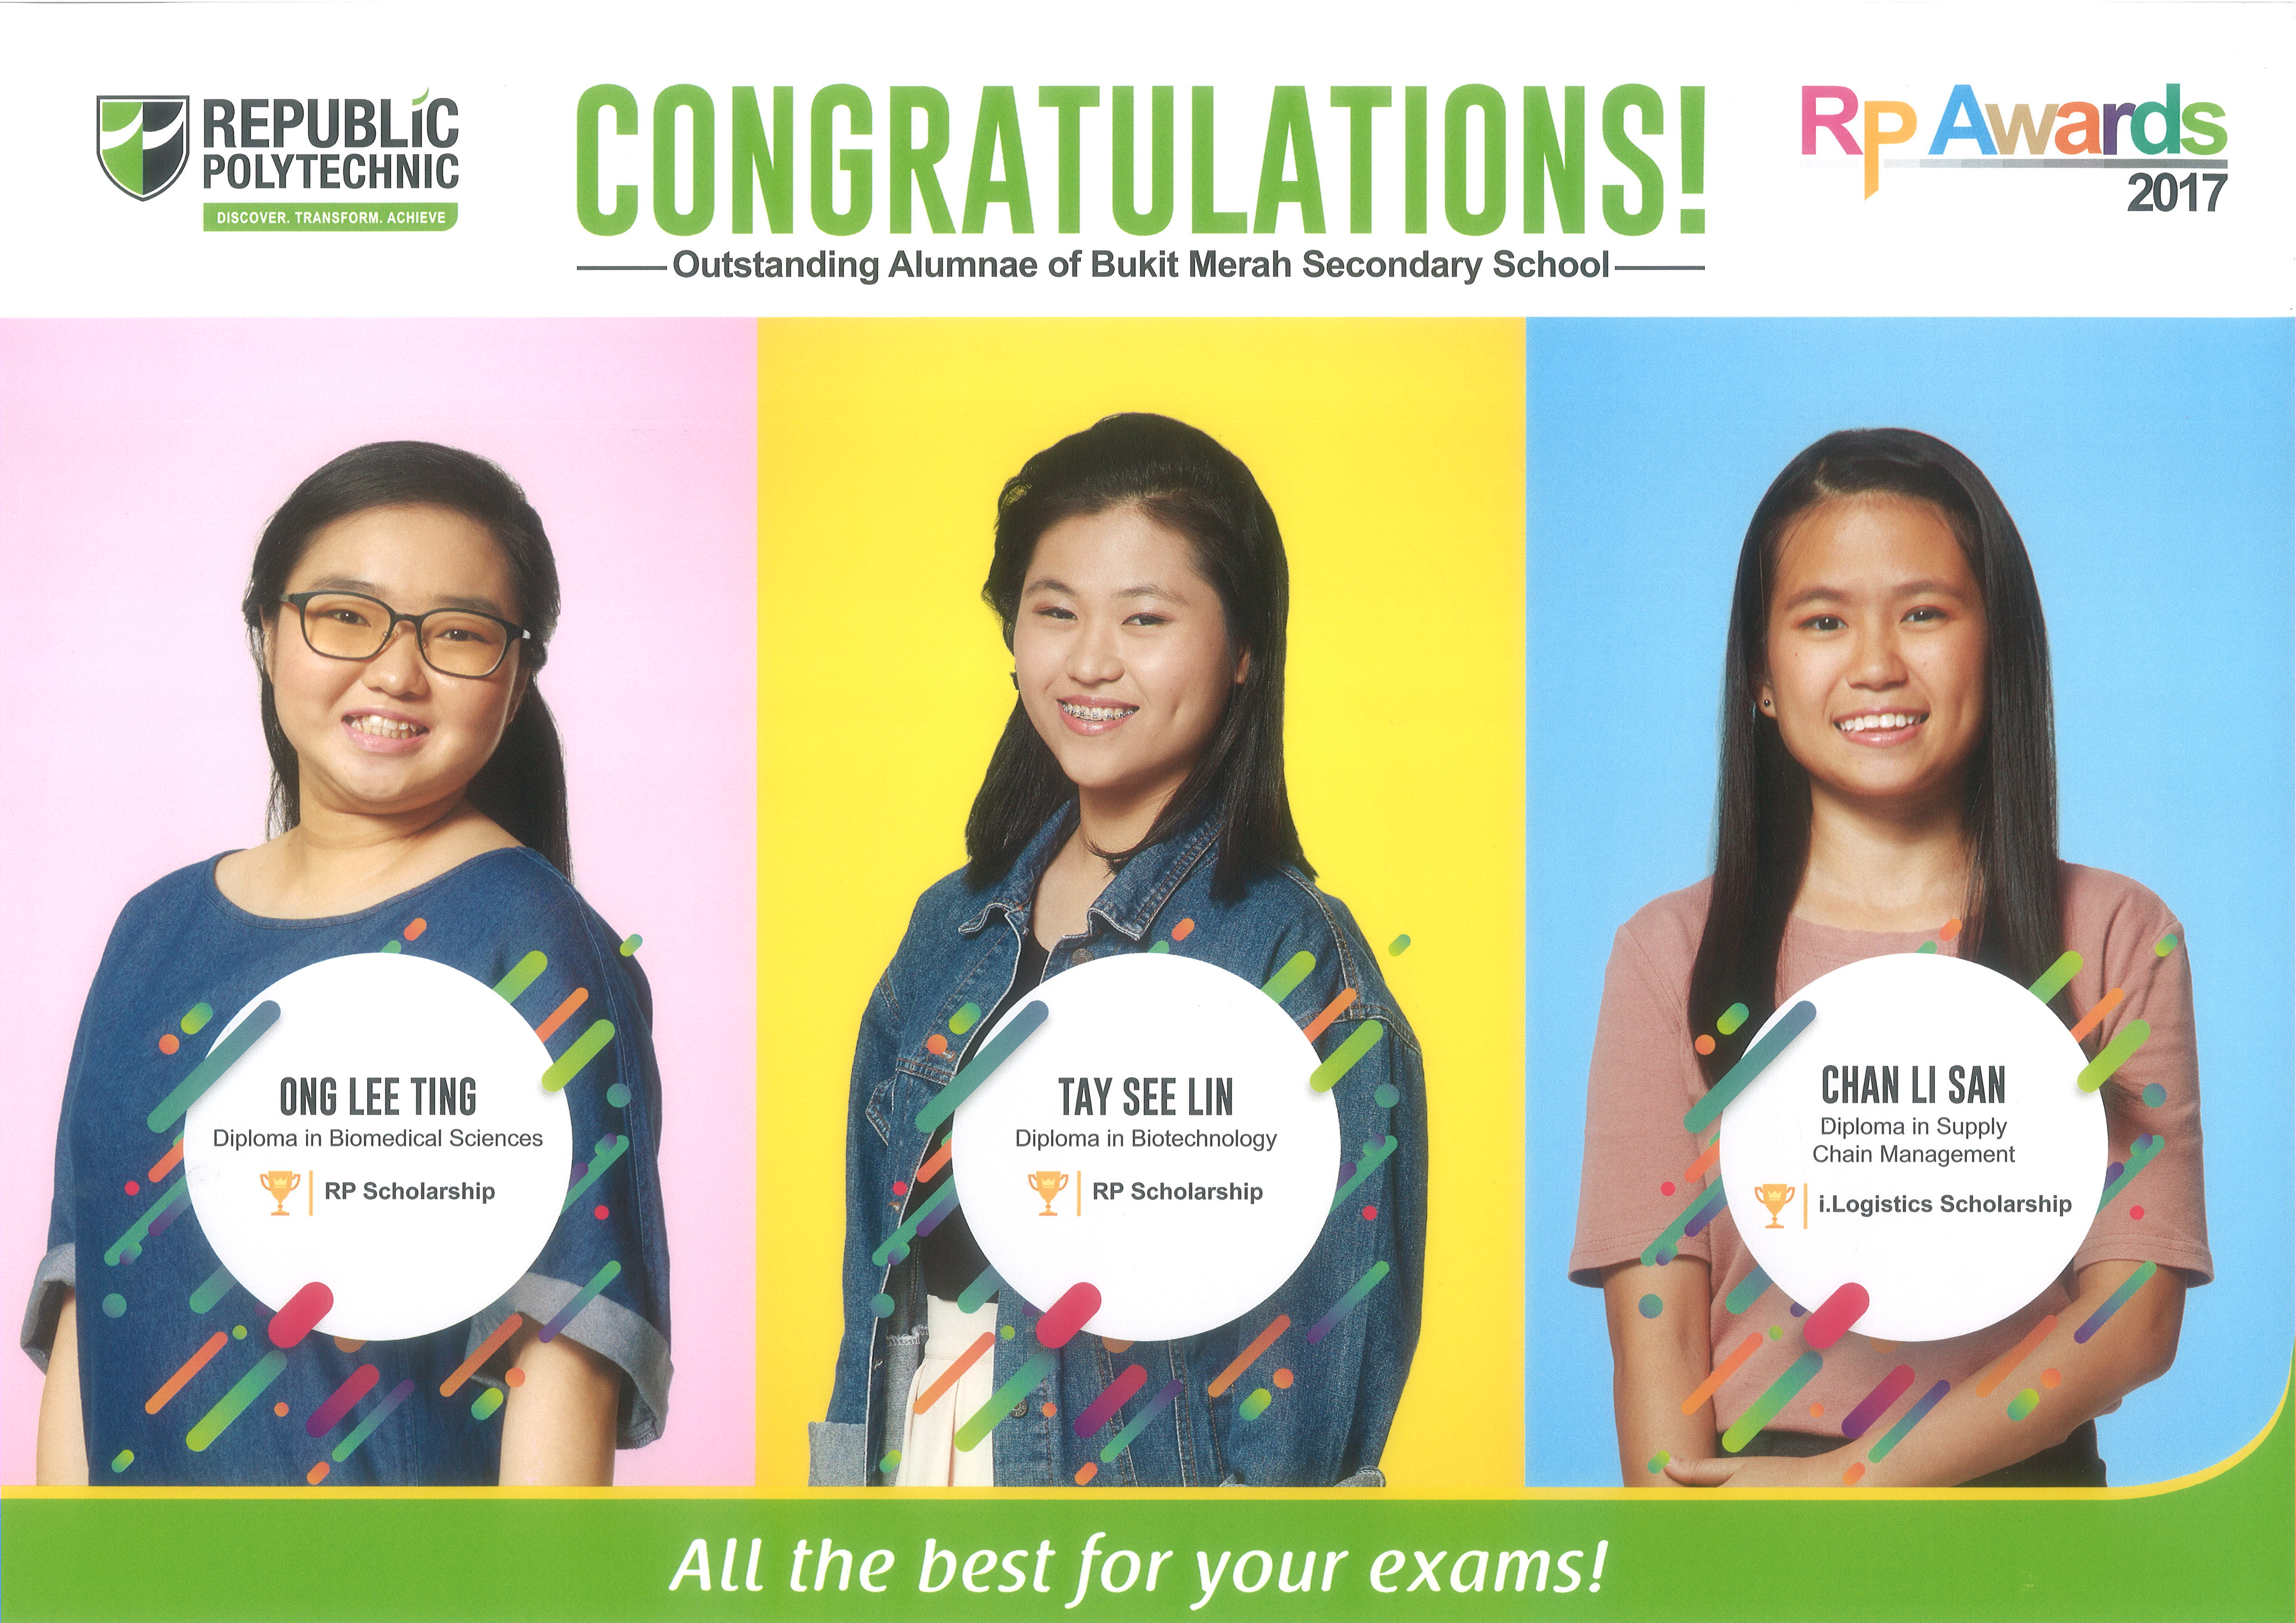 REPUBLIC
POLYTECHNIC
DISCOVER. TRANSFORM. ACHIEVE
CONGRATULATIONS!
Outstanding Alumnae of Bukit Merah Secondary School
Rp Awards
2017
ONG LEE TING
Diploma in Biomedical Sciences
RP Scholarship
TAY SEE LIN
Diploma in Biotechnology
RP Scholarship
CHAN LI SAN
Diploma in Supply
Chain Management
i.Logistics Scholarship
All the best for your exams!